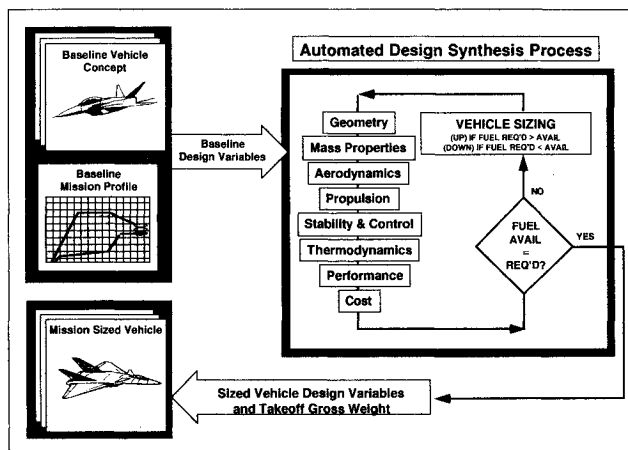 Baseline Vehicle
Concept
Baseline
Mission Profile
Baseline
Design Variables
Automated Design Synthesis Process
Geometry
Mass Properties
Aerodynamics
Propulsion
Stability & Control
Thermodynamics
Performance
Cost
VEHICLE SIZING
(UP) IF FUEL REQ'D > AVAIL
(DOWN) IF FUEL REQ'D < AVAIL
NO
FUEL
AVAIL
=
REQ'D?
YES
Mission Sized Vehicle
Sized Vehicle Design Variables
and Takeoff Gross Weight